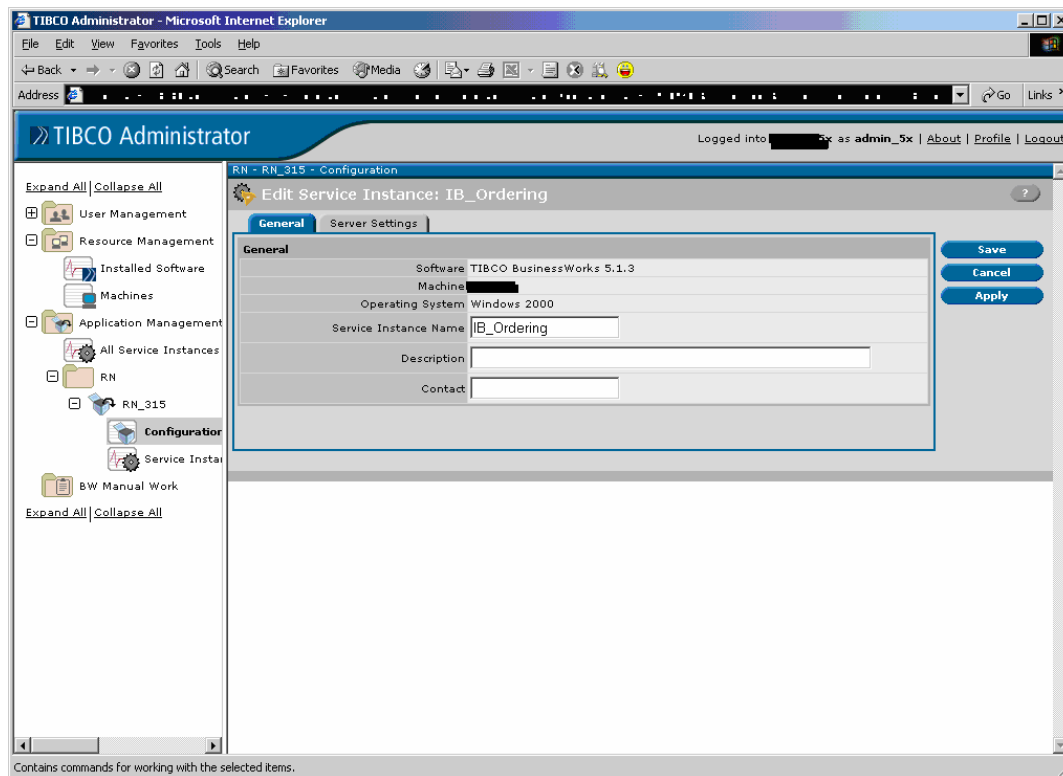 TIBCO Administrator - Microsoft Internet Explorer
File Edit View Favorites Tools Help
Back Search Favorites Media
Address Go Links
TIBCO Administrator
Logged into 5x as admin_5x | About | Profile | Logout
Expand All | Collapse All
User Management
Resource Management
Installed Software
Machines
Application Management
All Service Instances
RN
RN_315
Configuration
Service Instan
BW Manual Work
Expand All | Collapse All
RN - RN_315 - Configuration
Edit Service Instance: IB_Ordering
?
General Server Settings
General
Software TIBCO BusinessWorks 5.1.3
Machine
Operating System Windows 2000
Service Instance Name IB_Ordering
Description
Contact
Save
Cancel
Apply
Contains commands for working with the selected items.